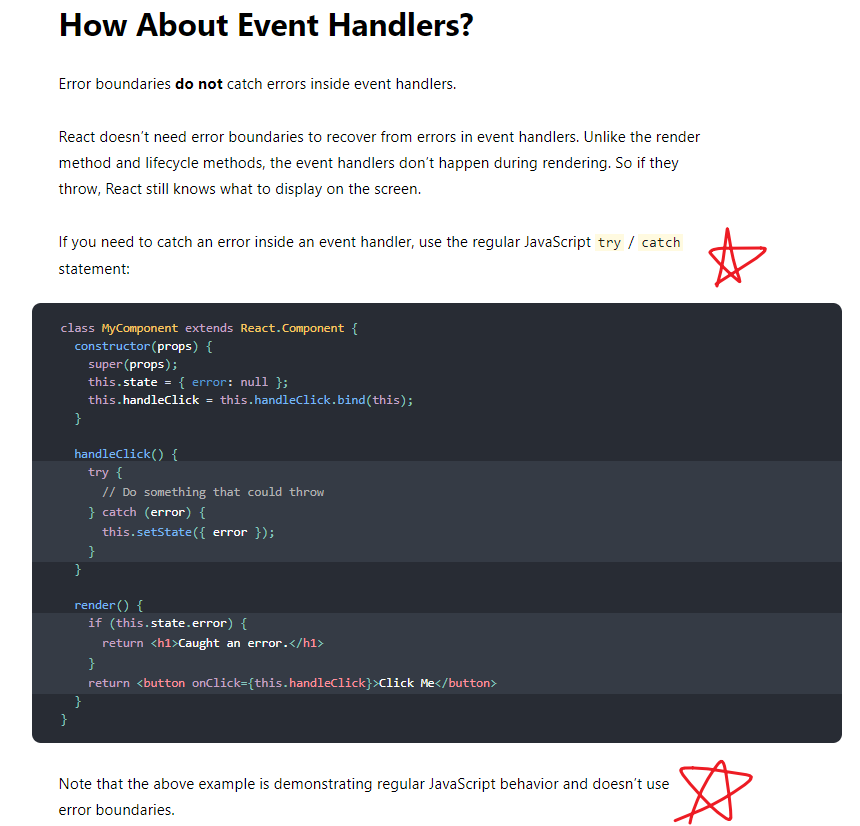 How About Event Handlers?
Error boundaries do not catch errors inside event handlers.
React doesn’t need error boundaries to recover from errors in event handlers. Unlike the render
method and lifecycle methods, the event handlers don’t happen during rendering. So if they
throw, React still knows what to display on the screen.
If you need to catch an error inside an event handler, use the regular JavaScript try / catch
statement:
class MyComponent extends React.Component {
  constructor(props) {
    super(props);
    this.state = { error: null };
    this.handleClick = this.handleClick.bind(this);
  }
  handleClick() {
    try {
      // Do something that could throw
    } catch (error) {
      this.setState({ error });
    }
  }
  render() {
    if (this.state.error) {
      return <h1>Caught an error.</h1>
    }
    return <button onClick={this.handleClick}>Click Me</button>
  }
}
Note that the above example is demonstrating regular JavaScript behavior and doesn’t use
error boundaries.